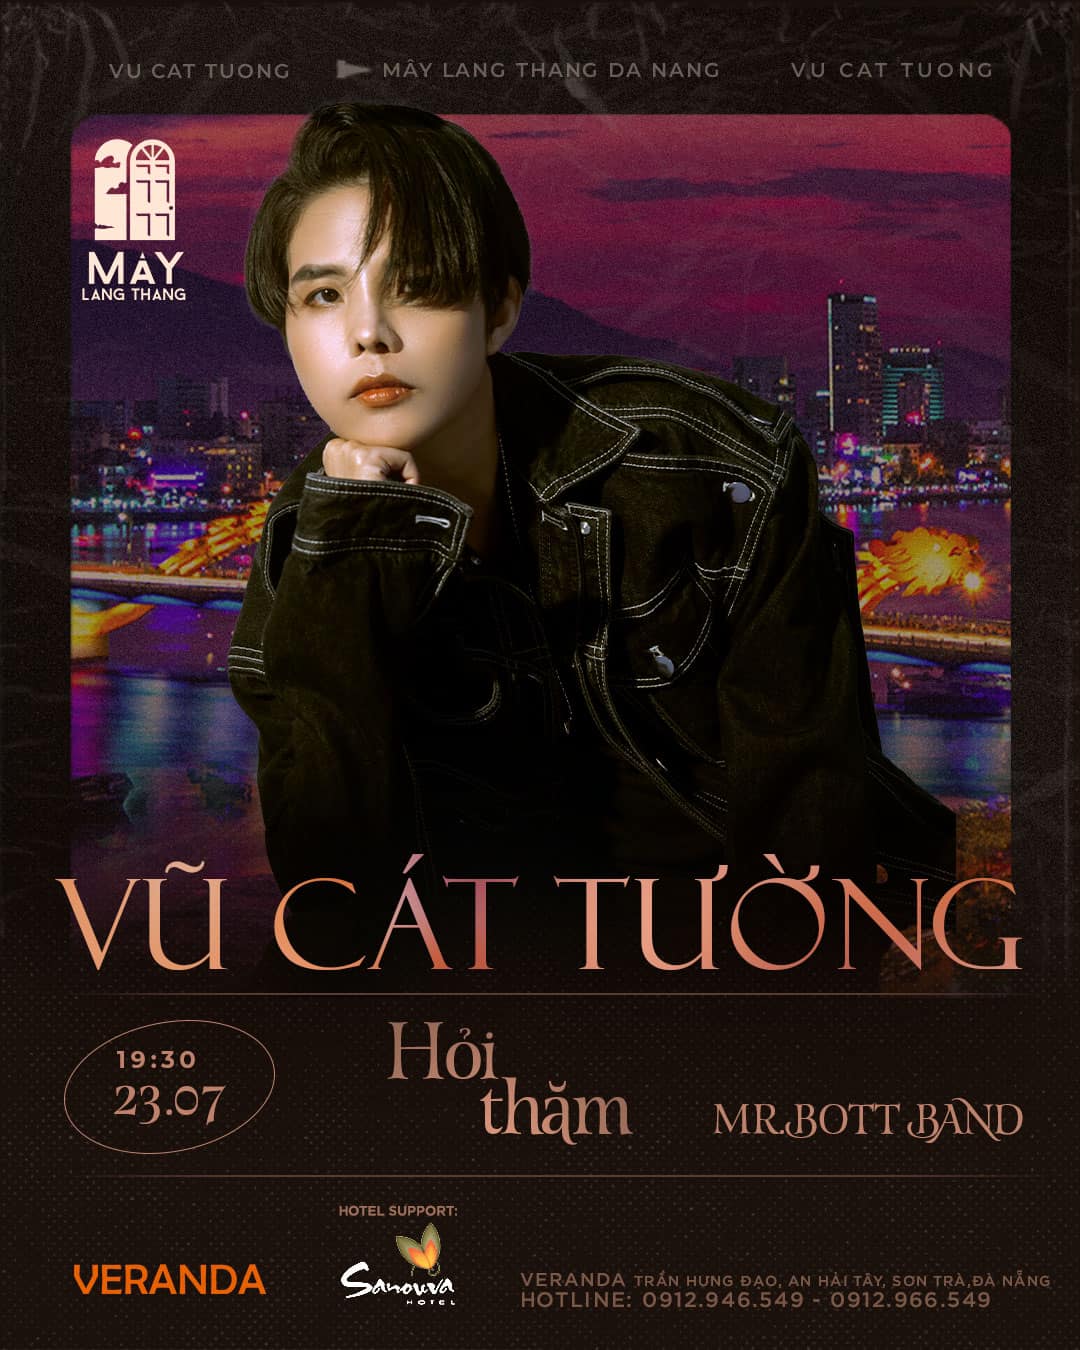 VU CAT TUONG
MÂY LANG THANG DA NANG
VU CAT TUONG
MÂY
LANG THANG
VŨ CÁT TƯỜNG
19:30
23.07
Hỏi
thăm
MR.BOTT BAND
HOTEL SUPPORT:
VERANDA
Sanouva
HOTEL
VERANDA TRẦN HƯNG ĐẠO, AN HẢI TÂY, SƠN TRÀ,ĐÀ NẴNG
HOTLINE: 0912.946.549 - 0912.966.549